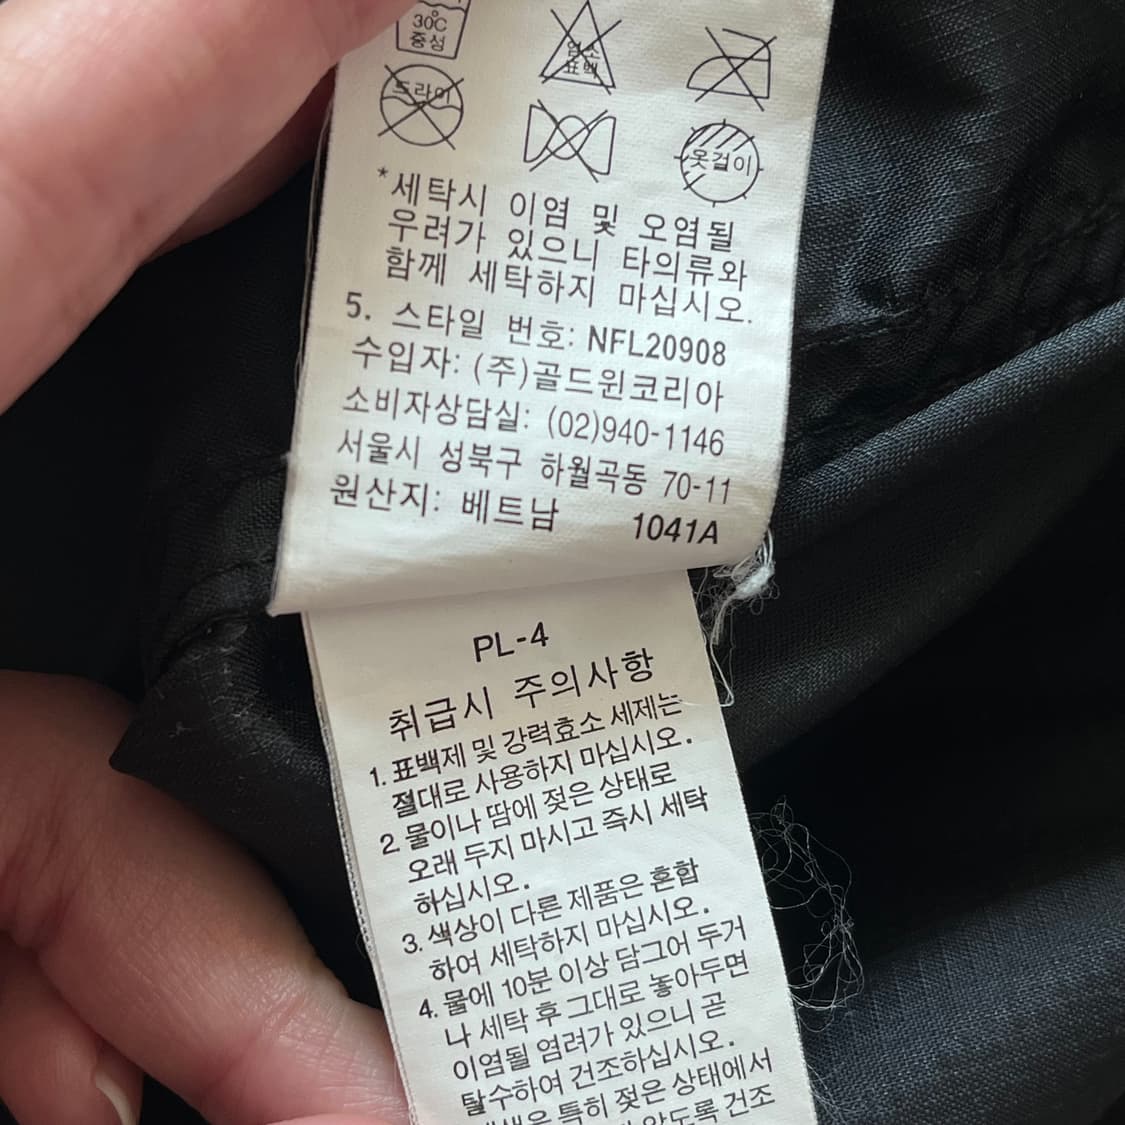 30℃
중성
염소
표백
드라이
옷걸이
*세탁시 이염 및 오염될
우려가 있으니 타의류와
함께 세탁하지 마십시오.
5. 스타일 번호: NFL20908
수입자: (주)골드윈코리아
소비자상담실: (02)940-1146
서울시 성북구 하월곡동 70-11
원산지: 베트남 1041A
PL-4
취급시 주의사항
1. 표백제 및 강력효소 세제는
절대로 사용하지 마십시오.
2. 물이나 땀에 젖은 상태로
오래 두지 마시고 즉시 세탁
하십시오.
3. 색상이 다른 제품은 혼합
하여 세탁하지 마십시오.
4. 물에 10분 이상 담그어 두거
나 세탁 후 그대로 놓아두면
이염될 염려가 있으니 곧
탈수하여 건조하십시오.
특히 젖은 상태에서
않도록 건조